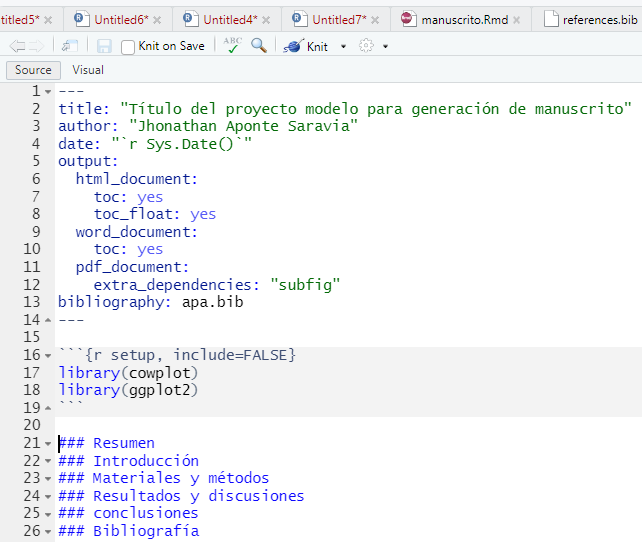 titled5* × Untitled6* × Untitled4* × Untitled7* × manuscrito.Rmd × references.bib
Knit on Save ABC Knit
Source Visual
1 ---
2 title: "Título del proyecto modelo para generación de manuscrito"
3 author: "Jhonathan Aponte Saravia"
4 date: "`r Sys.Date()`"
5 output:
6   html_document:
7     toc: yes
8     toc_float: yes
9   word_document:
10     toc: yes
11   pdf_document:
12     extra_dependencies: "subfig"
13 bibliography: apa.bib
14 ---
15
16 ```{r setup, include=FALSE}
17 library(cowplot)
18 library(ggplot2)
19 ```
20
21 ### Resumen
22 ### Introducción
23 ### Materiales y métodos
24 ### Resultados y discusiones
25 ### conclusiones
26 ### Bibliografía